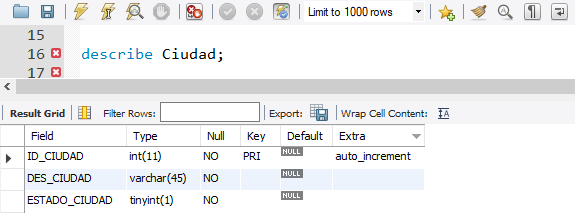 Limit to 1000 rows
15
16 describe Ciudad;
17
Result Grid Filter Rows: Export: Wrap Cell Content: IA
Field Type Null Key Default Extra
ID_CIUDAD int(11) NO PRI NULL auto_increment
DES_CIUDAD varchar(45) NO NULL
ESTADO_CIUDAD tinyint(1) NO NULL